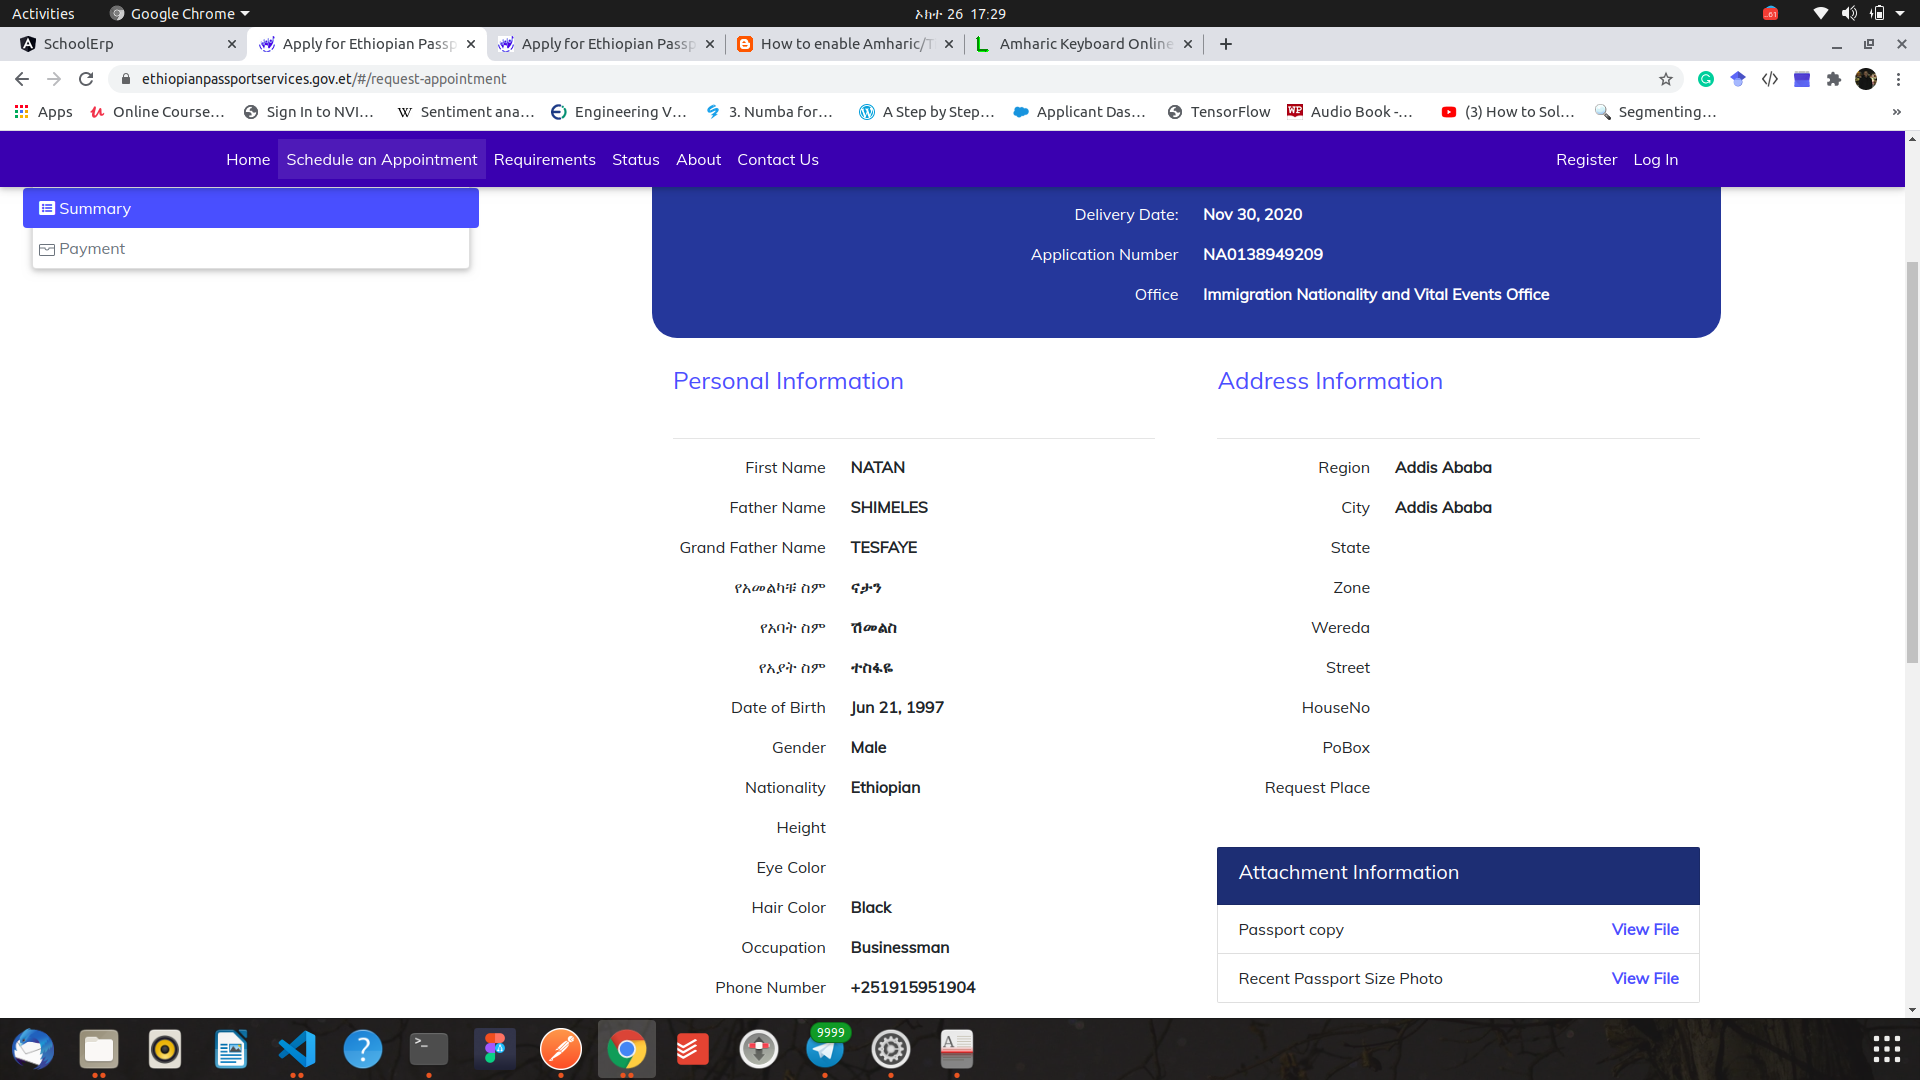 Activities Google Chrome ኦክተ 26 17:29
SchoolErp Apply for Ethiopian Passp Apply for Ethiopian Passp How to enable Amharic/T Amharic Keyboard Online
ethiopianpassportservices.gov.et/#/request-appointment
Apps Online Course… Sign In to NVI… Sentiment ana… Engineering V… 3. Numba for… A Step by Step… Applicant Das… TensorFlow Audio Book -… (3) How to Sol… Segmenting… »
Home Schedule an Appointment Requirements Status About Contact Us Register Log In
Summary
Payment
Delivery Date: Nov 30, 2020
Application Number NA0138949209
Office Immigration Nationality and Vital Events Office
Personal Information
First Name NATAN
Father Name SHIMELES
Grand Father Name TESFAYE
የአመልካቹ ስም ናታን
የአባት ስም ሽመልስ
የአያት ስም ተስፋዬ
Date of Birth Jun 21, 1997
Gender Male
Nationality Ethiopian
Height
Eye Color
Hair Color Black
Occupation Businessman
Phone Number +251915951904
Address Information
Region Addis Ababa
City Addis Ababa
State
Zone
Wereda
Street
HouseNo
PoBox
Request Place
Attachment Information
Passport copy View File
Recent Passport Size Photo View File
9999